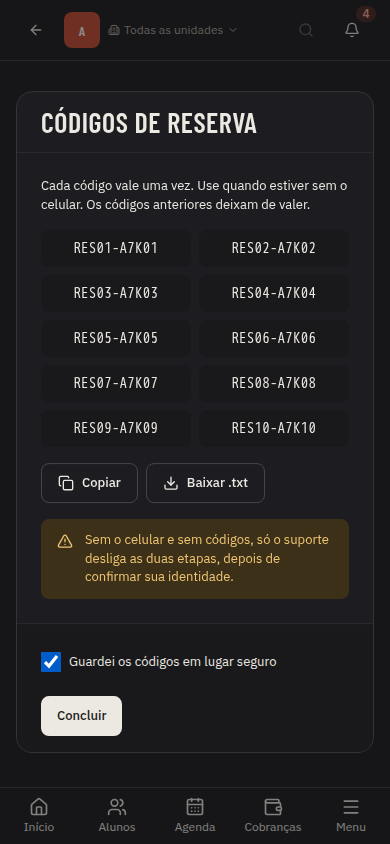 A
Todas as unidades
4
CÓDIGOS DE RESERVA
Cada código vale uma vez. Use quando estiver sem o
celular. Os códigos anteriores deixam de valer.
RES01-A7K01
RES02-A7K02
RES03-A7K03
RES04-A7K04
RES05-A7K05
RES06-A7K06
RES07-A7K07
RES08-A7K08
RES09-A7K09
RES10-A7K10
Copiar
Baixar .txt
Sem o celular e sem códigos, só o suporte
desliga as duas etapas, depois de
confirmar sua identidade.
Guardei os códigos em lugar seguro
Concluir
Início
Alunos
Agenda
Cobranças
Menu